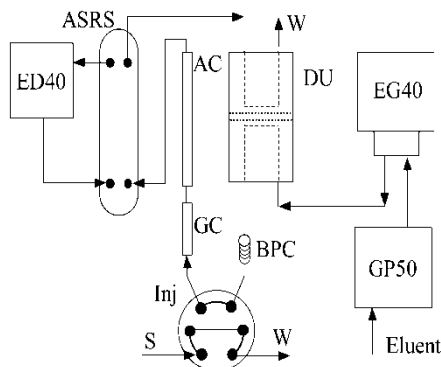 ASRS
W
ED40
AC
DU
EG40
GC
BPC
GP50
Inj
S
W
Eluent